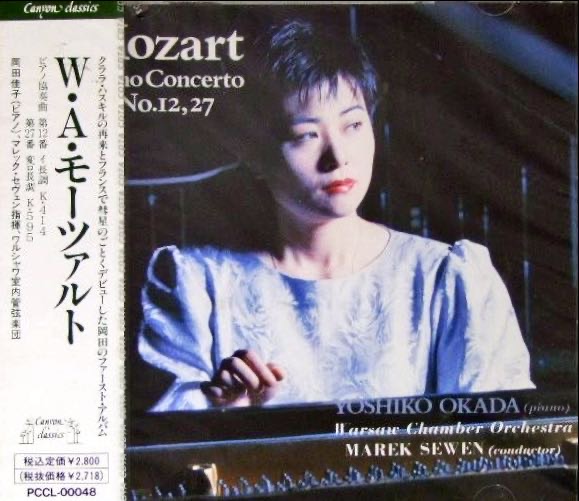 Canyon classics
W・A・モーツァルト
クララ・ハスキルの再来とフランスで彗星のごとくデビューした岡田のファースト・アルバム
ピアノ協奏曲 第12番 イ長調 K・414
第27番 変ロ長調 K・595
岡田佳子(ピアノ)、マレック・セヴェン指揮、ワルシャワ室内管弦楽団
Canyon
classics
税込定価¥2,800
(税抜価格¥2,718)
PCCL-00048
ozart
no Concerto
No.12,27
YOSHIKO OKADA (piano)
Warsaw Chamber Orchestra
MAREK SEWEN (conductor)